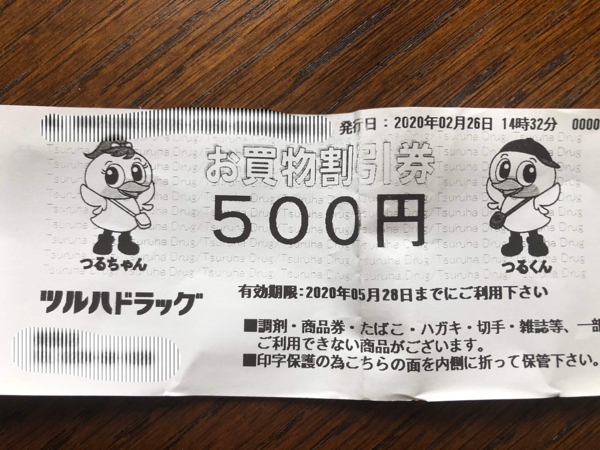 発行日：2020年02月26日 14時32分 0000
お買物割引券
500円
つるちゃん
つるくん
ツルハドラッグ
有効期限：2020年05月28日までにご利用下さい
■調剤・商品券・たばこ・ハガキ・切手・雑誌等、一部
ご利用できない商品がございます。
■印字保護の為こちらの面を内側に折って保管下さい。